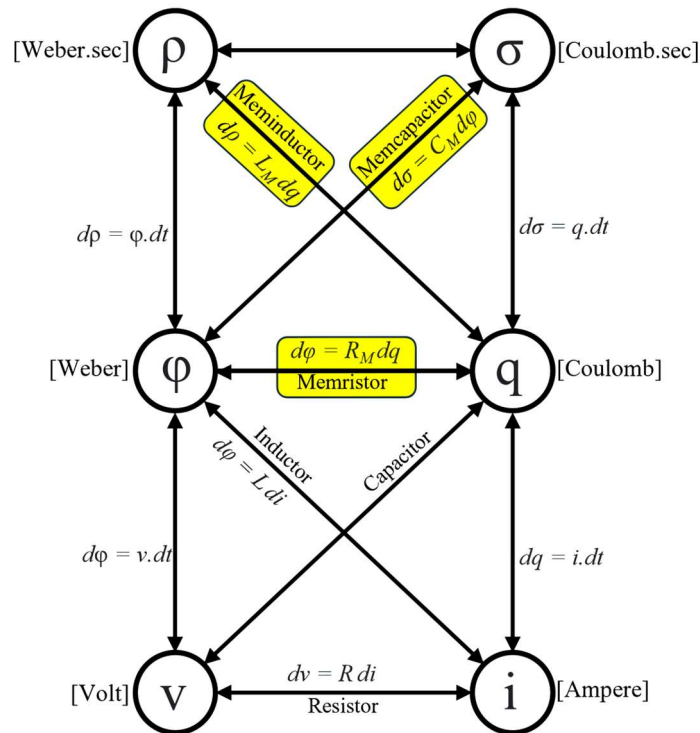 [Weber.sec] ρ σ [Coulomb.sec]
Meminductor
dρ = L_M dq
Memcapacitor
dσ = C_M dφ
dρ = φ.dt
dσ = q.dt
[Weber] φ q [Coulomb]
dφ = R_M dq
Memristor
Inductor
dφ = L di
Capacitor
dφ = v.dt
dq = i.dt
[Volt] v i [Ampere]
dv = R di
Resistor